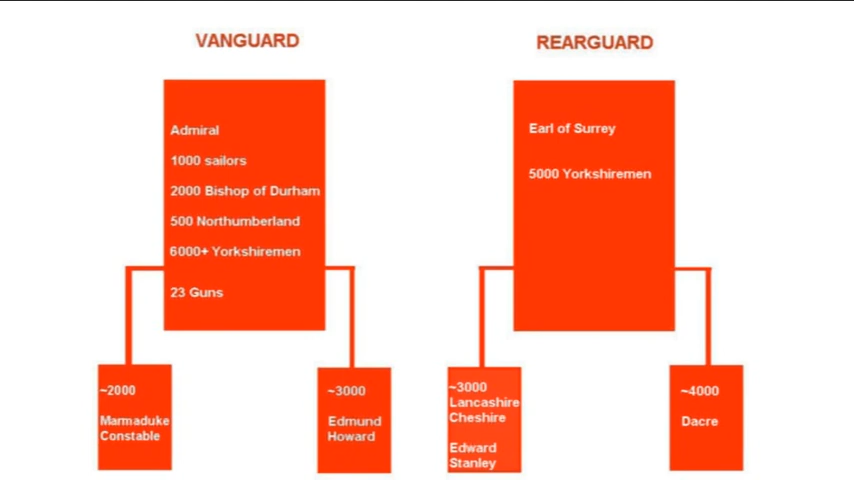 VANGUARD
REARGUARD
Admiral
1000 sailors
2000 Bishop of Durham
500 Northumberland
6000+ Yorkshiremen
23 Guns
Earl of Surrey
5000 Yorkshiremen
~2000
Marmaduke
Constable
~3000
Edmund
Howard
~3000
Lancashire
Cheshire
Edward
Stanley
~4000
Dacre